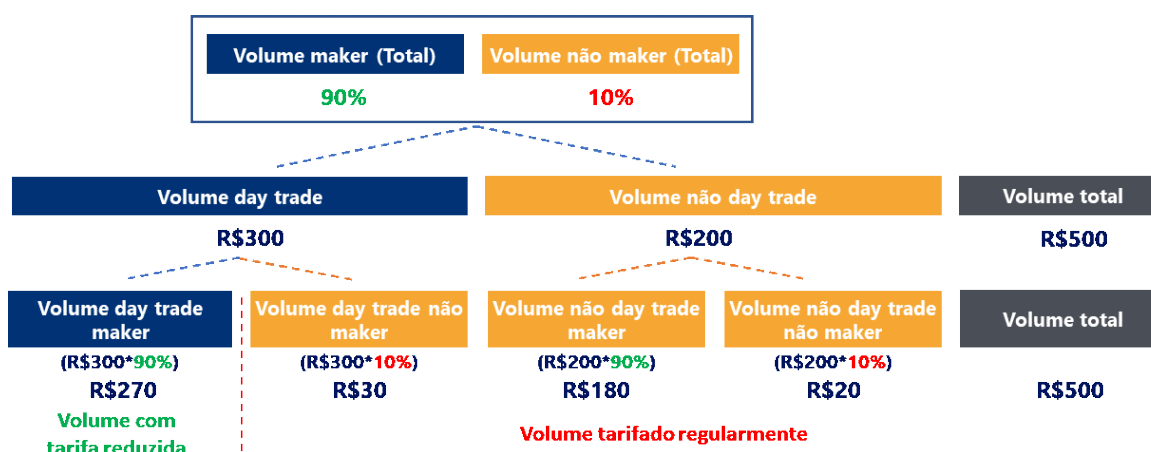 Volume maker (Total) Volume não maker (Total)
90% 10%
Volume day trade Volume não day trade Volume total
R$300 R$200 R$500
Volume day trade maker Volume day trade não maker Volume não day trade maker Volume não day trade não maker Volume total
(R$300*90%) (R$300*10%) (R$200*90%) (R$200*10%)
R$270 R$30 R$180 R$20 R$500
Volume com
tarifa reduzida
Volume tarifado regularmente